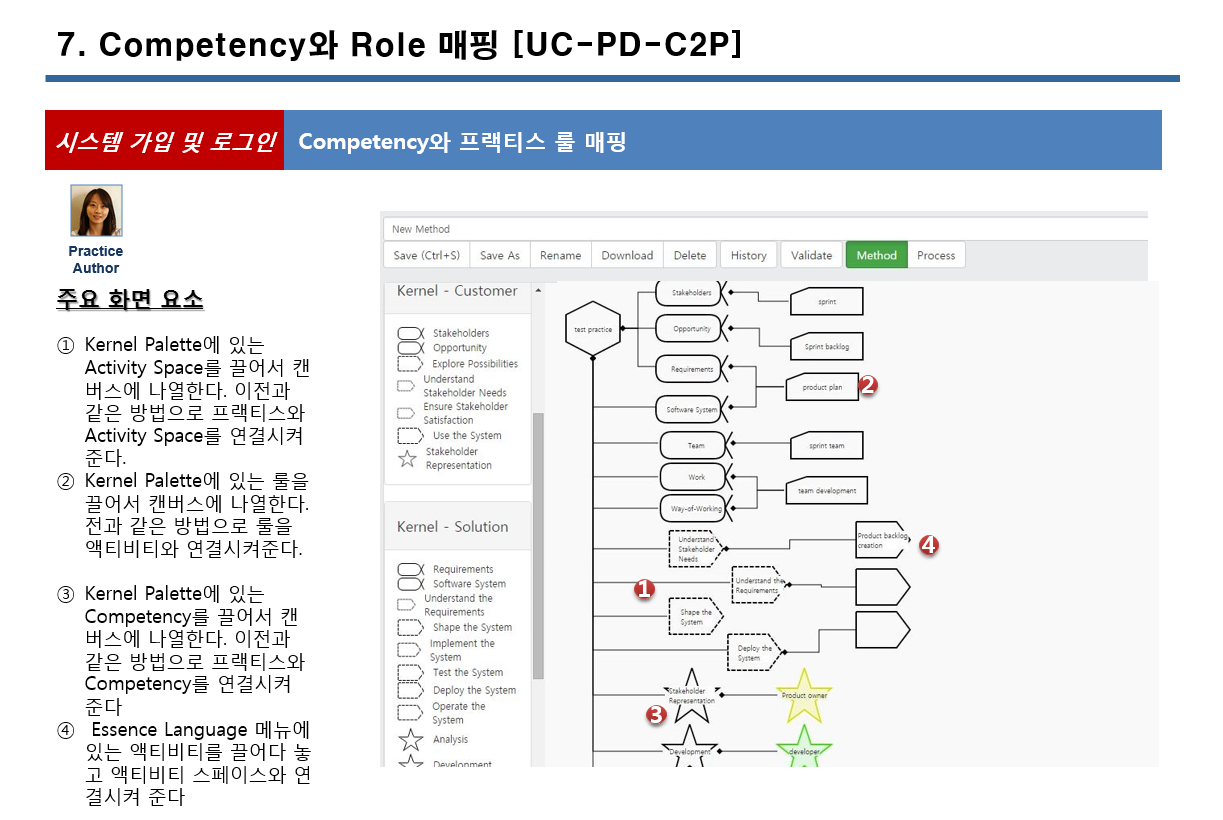 7. Competency와 Role 매핑 [UC-PD-C2P]
시스템 가입 및 로그인
Competency와 프랙티스 룰 매핑
Practice
Author
주요 화면 요소
① Kernel Palette에 있는
Activity Space를 끌어서 캔
버스에 나열한다. 이전과
같은 방법으로 프랙티스와
Activity Space를 연결시켜
준다.
② Kernel Palette에 있는 룰을
끌어서 캔버스에 나열한다.
전과 같은 방법으로 룰을
액티비티와 연결시켜준다.
③ Kernel Palette에 있는
Competency를 끌어서 캔
버스에 나열한다. 이전과
같은 방법으로 프랙티스와
Competency를 연결시켜
준다
④ Essence Language 메뉴에
있는 액티비티를 끌어다 놓
고 액티비티 스페이스와 연
결시켜 준다
New Method
Save (Ctrl+S)
Save As
Rename
Download
Delete
History
Validate
Method
Process
Kernel - Customer
Stakeholders
Opportunity
Explore Possibilities
Understand
Stakeholder Needs
Ensure Stakeholder
Satisfaction
Use the System
Stakeholder
Representation
Kernel - Solution
Requirements
Software System
Understand the
Requirements
Shape the System
Implement the
System
Test the System
Deploy the System
Operate the
System
Analysis
Development
test practice
Stakeholders
sprint
Opportunity
Sprint backlog
Requirements
product plan
2
Software System
Team
sprint team
Work
team development
Way-of-Working
Understand
Stakeholder
Needs
Product backlog
creation
4
1
Understand the
Requirements
Shape the
System
Deploy the
System
Stakeholder
Representation
Product owner
3
Development
developer